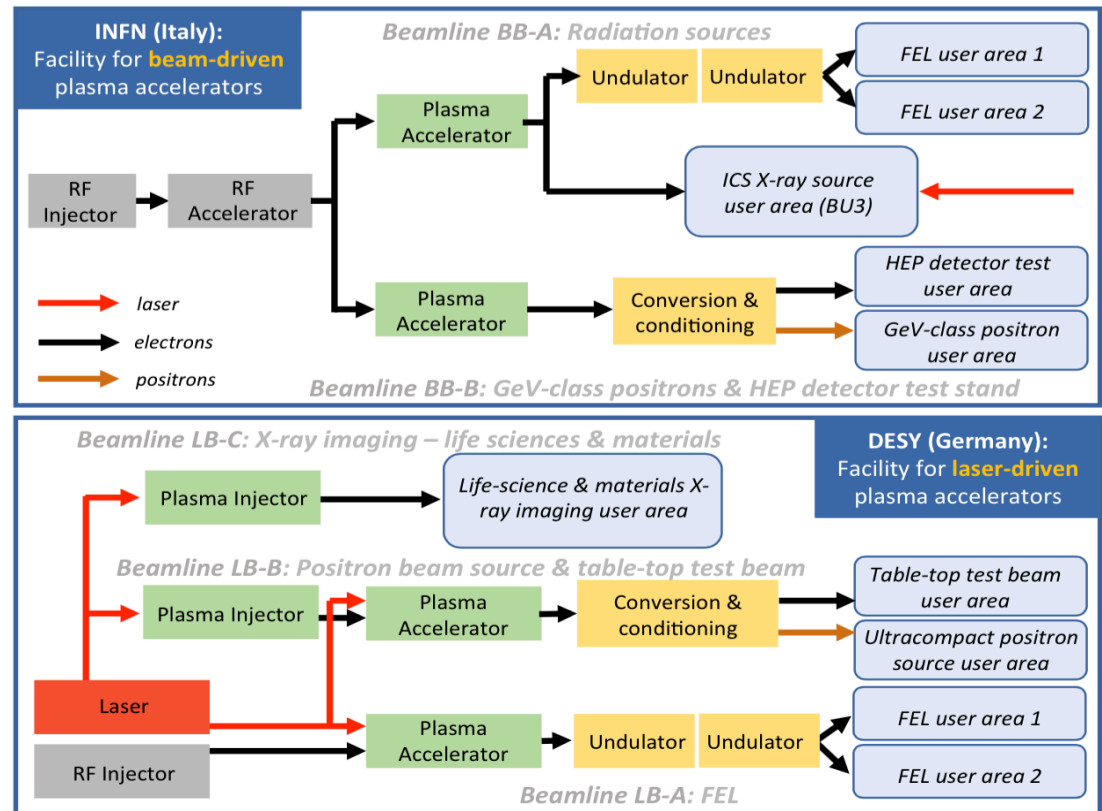 INFN (Italy):
Facility for beam-driven
plasma accelerators
Beamline BB-A: Radiation sources
Undulator
Undulator
FEL user area 1
FEL user area 2
Plasma
Accelerator
RF
Injector
RF
Accelerator
ICS X-ray source
user area (BU3)
laser
electrons
positrons
Plasma
Accelerator
Conversion &
conditioning
HEP detector test
user area
GeV-class positron
user area
Beamline BB-B: GeV-class positrons & HEP detector test stand
Beamline LB-C: X-ray imaging – life sciences & materials
DESY (Germany):
Facility for laser-driven
plasma accelerators
Plasma Injector
Life-science & materials X-
ray imaging user area
Beamline LB-B: Positron beam source & table-top test beam
Plasma Injector
Plasma
Accelerator
Conversion &
conditioning
Table-top test beam
user area
Ultracompact positron
source user area
Laser
RF Injector
Plasma
Accelerator
Undulator
Undulator
FEL user area 1
FEL user area 2
Beamline LB-A: FEL